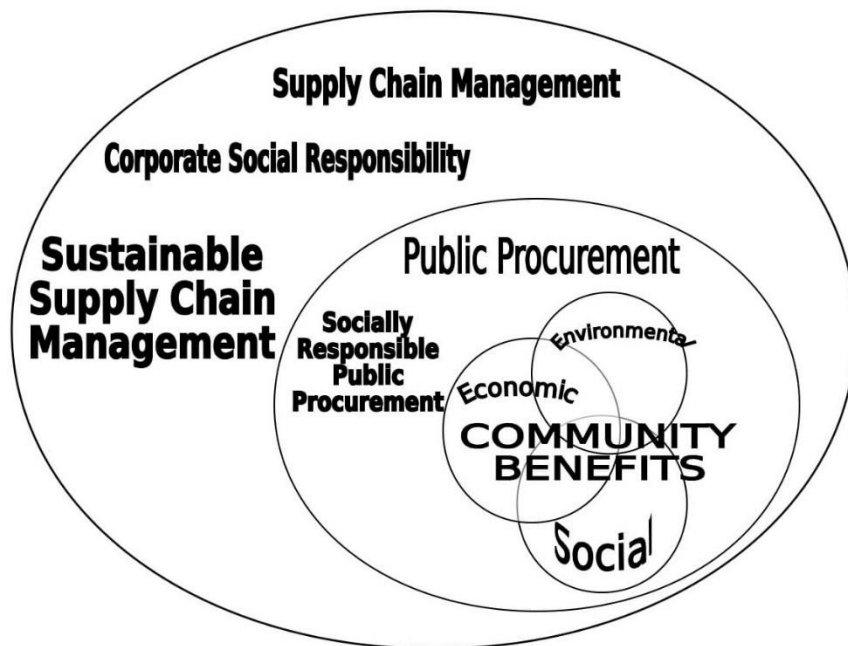 Supply Chain Management
Corporate Social Responsibility
Sustainable
Supply Chain
Management
Public Procurement
Socially
Responsible
Public
Procurement
Environmental
Economic
COMMUNITY
BENEFITS
Social